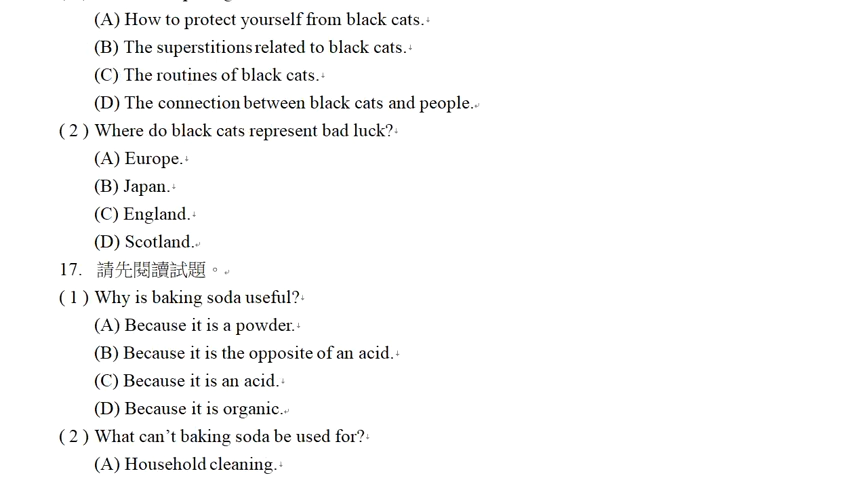 (A) How to protect yourself from black cats.
(B) The superstitions related to black cats.
(C) The routines of black cats.
(D) The connection between black cats and people.
( 2 ) Where do black cats represent bad luck?
(A) Europe.
(B) Japan.
(C) England.
(D) Scotland.
17. 請先閱讀試題。
( 1 ) Why is baking soda useful?
(A) Because it is a powder.
(B) Because it is the opposite of an acid.
(C) Because it is an acid.
(D) Because it is organic.
( 2 ) What can’t baking soda be used for?
(A) Household cleaning.